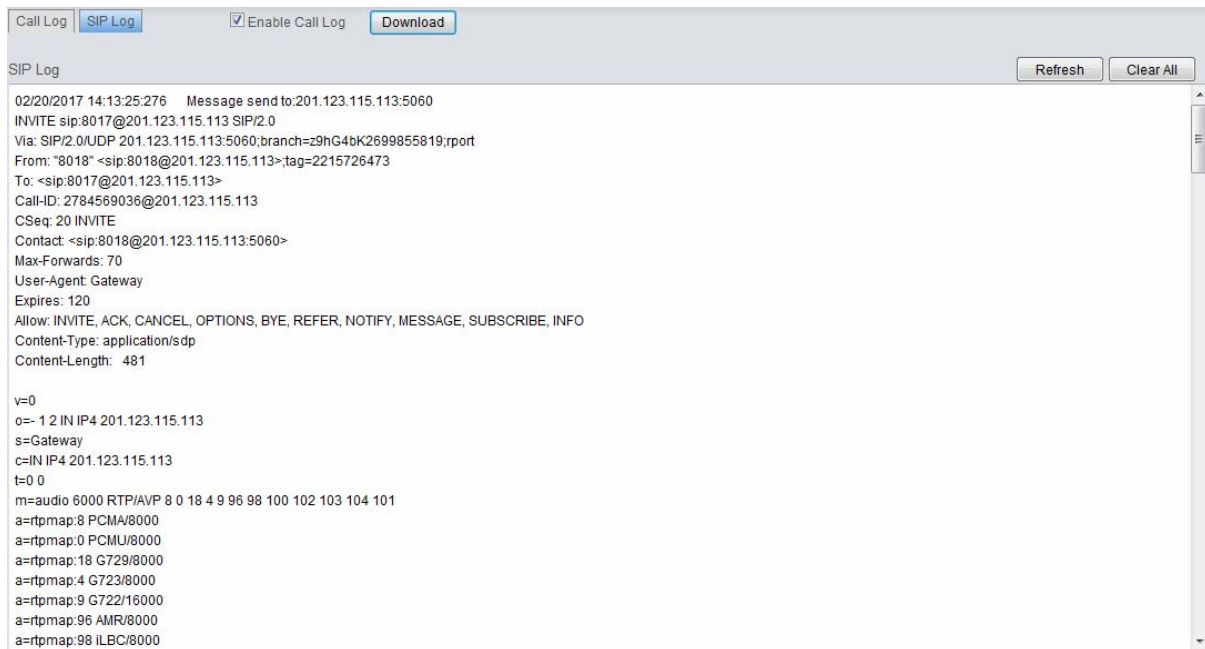 Call Log SIP Log Enable Call Log Download
SIP Log Refresh Clear All
02/20/2017 14:13:25:276 Message send to:201.123.115.113:5060
INVITE sip:8017@201.123.115.113 SIP/2.0
Via: SIP/2.0/UDP 201.123.115.113:5060;branch=z9hG4bK2699855819;rport
From: "8018" <sip:8018@201.123.115.113>;tag=2215726473
To: <sip:8017@201.123.115.113>
Call-ID: 2784569036@201.123.115.113
CSeq: 20 INVITE
Contact: <sip:8018@201.123.115.113:5060>
Max-Forwards: 70
User-Agent: Gateway
Expires: 120
Allow: INVITE, ACK, CANCEL, OPTIONS, BYE, REFER, NOTIFY, MESSAGE, SUBSCRIBE, INFO
Content-Type: application/sdp
Content-Length: 481
v=0
o=- 1 2 IN IP4 201.123.115.113
s=Gateway
c=IN IP4 201.123.115.113
t=0 0
m=audio 6000 RTP/AVP 8 0 18 4 9 96 98 100 102 103 104 101
a=rtpmap:8 PCMA/8000
a=rtpmap:0 PCMU/8000
a=rtpmap:18 G729/8000
a=rtpmap:4 G723/8000
a=rtpmap:9 G722/16000
a=rtpmap:96 AMR/8000
a=rtpmap:98 iLBC/8000